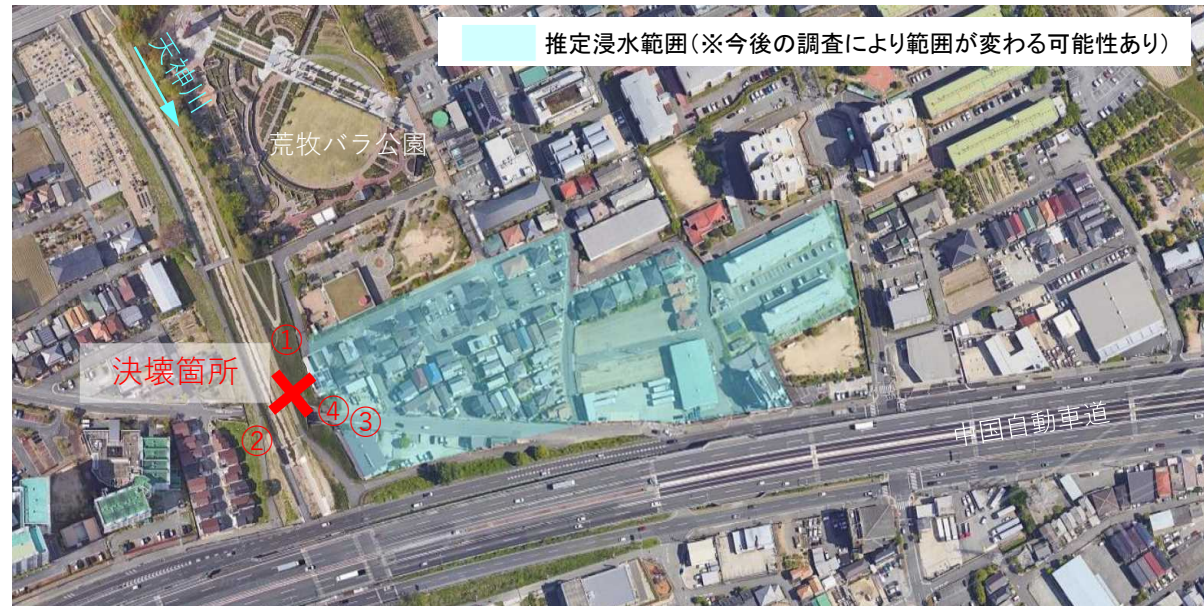 推定浸水範囲(※今後の調査により範囲が変わる可能性あり)
天神川
荒牧バラ公園
①
決壊箇所
④
③
②
中国自動車道